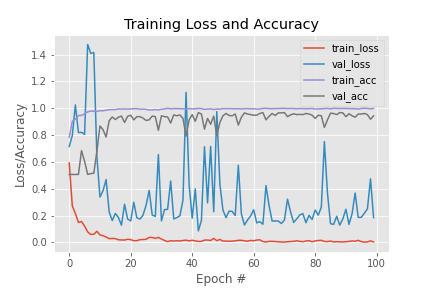 Training Loss and Accuracy
train_loss
val_loss
train_acc
val_acc
Loss/Accuracy
1.4
1.2
1.0
0.8
0.6
0.4
0.2
0.0
0 20 40 60 80 100
Epoch #